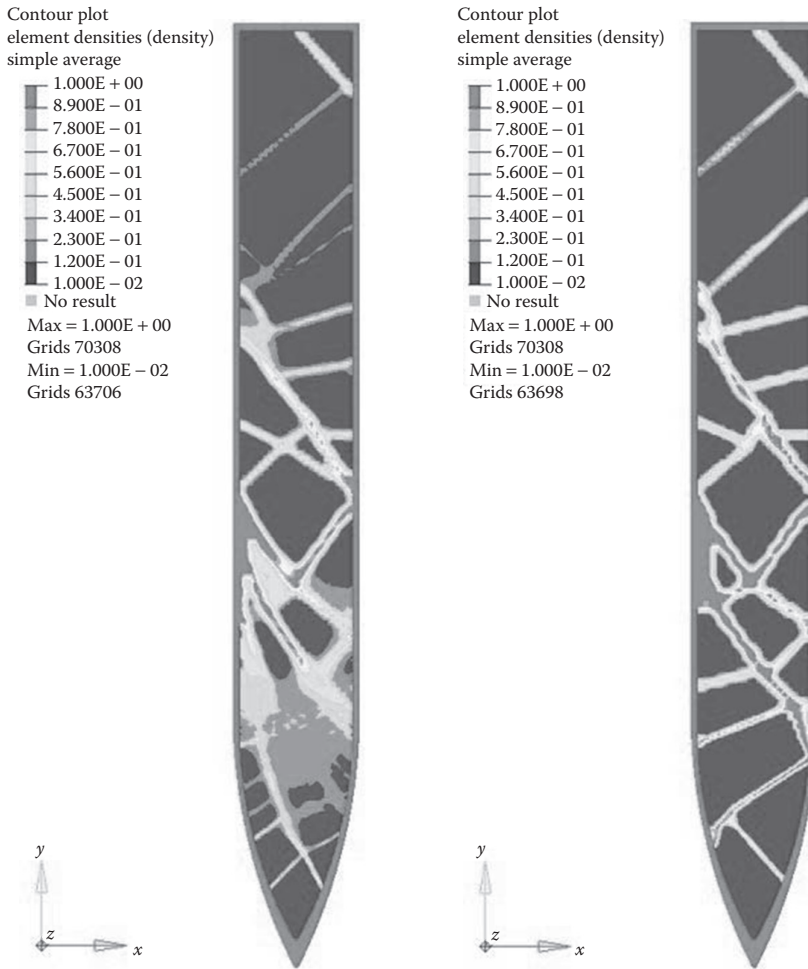 Contour plot
element densities (density)
simple average
1.000E + 00
8.900E − 01
7.800E − 01
6.700E − 01
5.600E − 01
4.500E − 01
3.400E − 01
2.300E − 01
1.200E − 01
1.000E − 02
No result
Max = 1.000E + 00
Grids 70308
Min = 1.000E − 02
Grids 63706
y
z
x
Contour plot
element densities (density)
simple average
1.000E + 00
8.900E − 01
7.800E − 01
6.700E − 01
5.600E − 01
4.500E − 01
3.400E − 01
2.300E − 01
1.200E − 01
1.000E − 02
No result
Max = 1.000E + 00
Grids 70308
Min = 1.000E − 02
Grids 63698
y
z
x